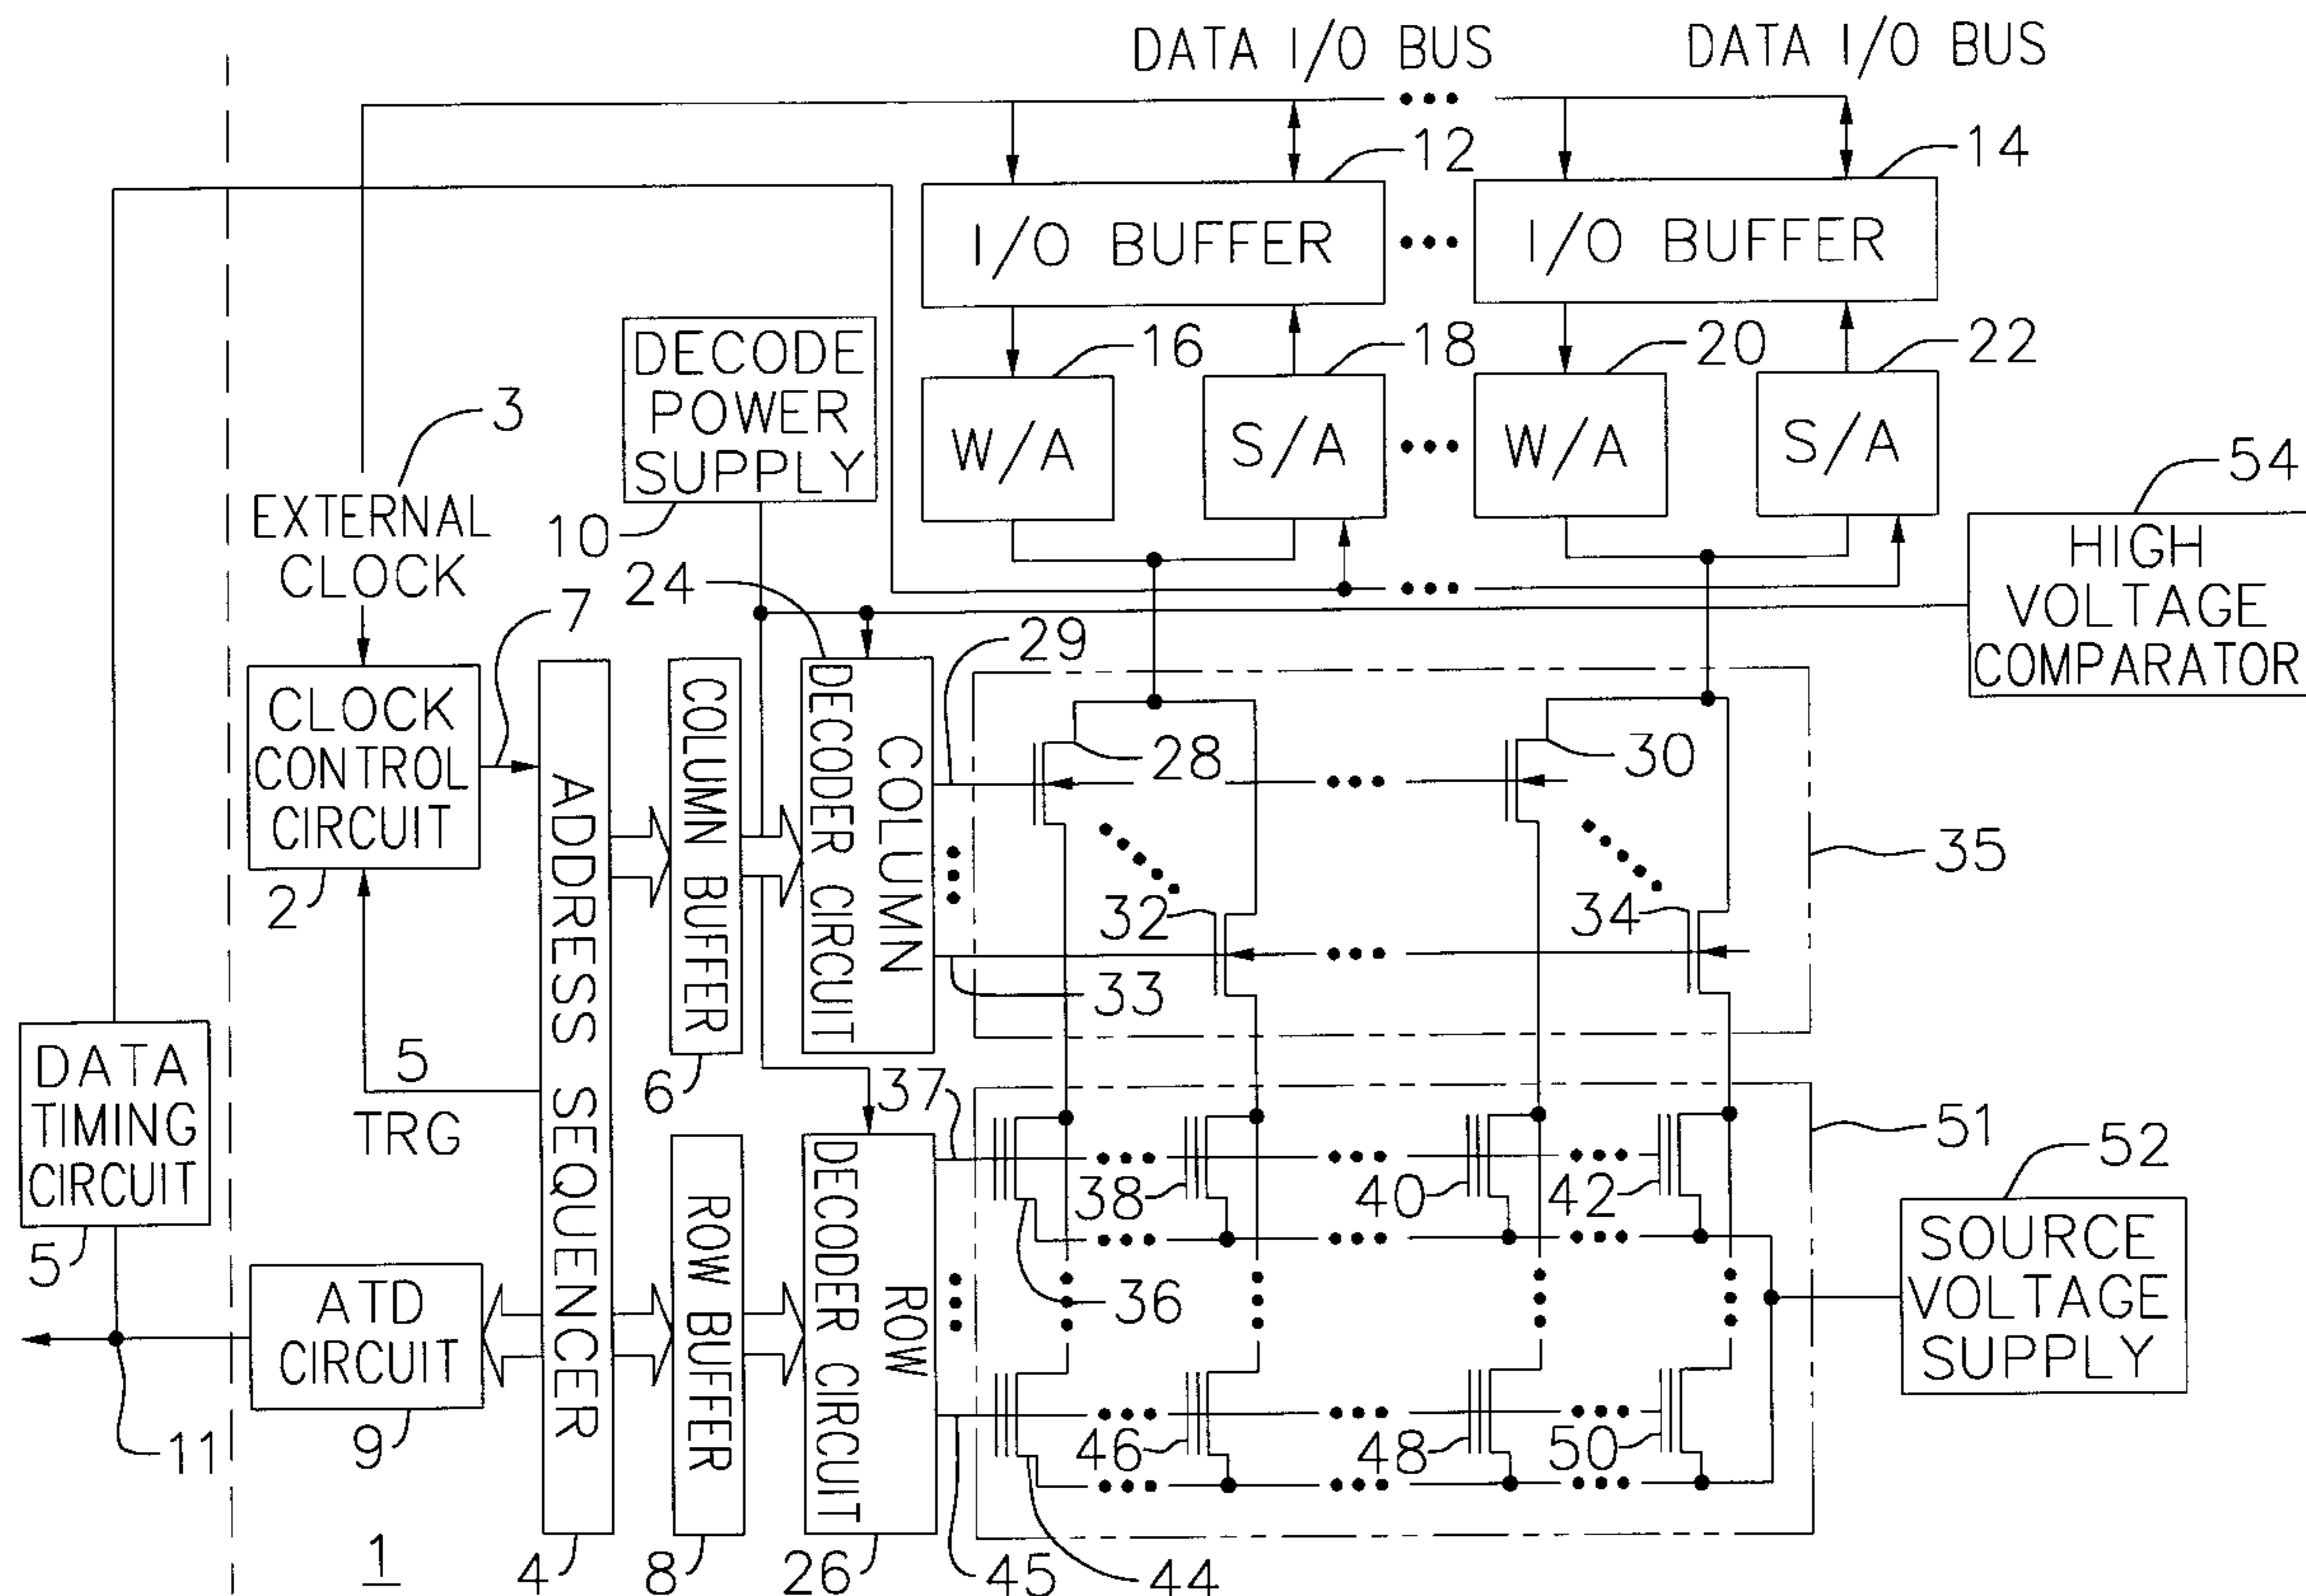 DATA I/O BUS
DATA I/O BUS
12
14
I/O BUFFER
I/O BUFFER
DECODE
POWER
SUPPLY
10
16
18
20
22
W/A
S/A
W/A
S/A
3
EXTERNAL
CLOCK
54
HIGH
VOLTAGE
COMPARATOR
24
7
29
CLOCK
CONTROL
CIRCUIT
2
ADDRESS SEQUENCER
4
COLUMN BUFFER
6
COLUMN
DECODER CIRCUIT
28
30
35
32
34
33
5
TRG
DATA
TIMING
CIRCUIT
5
37
51
52
SOURCE
VOLTAGE
SUPPLY
ROW BUFFER
8
ROW
DECODER CIRCUIT
26
38
40
42
36
ATD
CIRCUIT
9
11
46
48
50
45
44
1